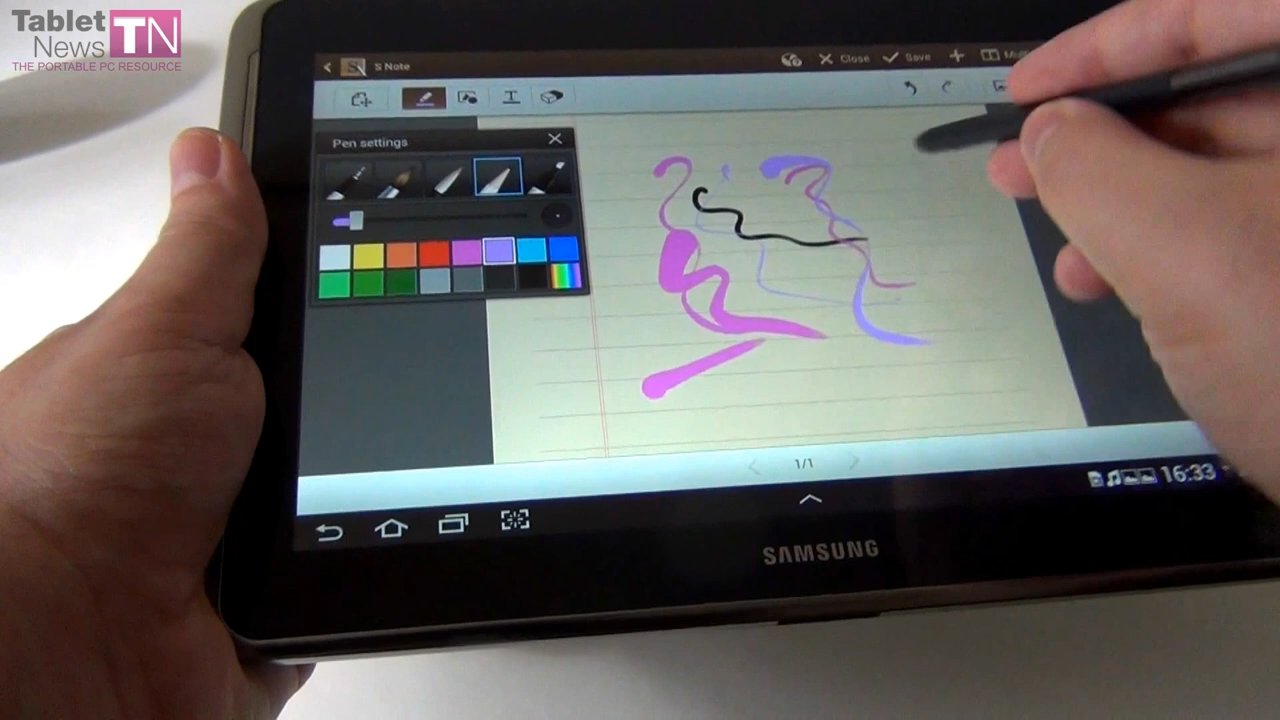 Tablet
News TN
THE PORTABLE PC RESOURCE
S Note
Close
Save
Pen settings
T
1/1
16:33
SAMSUNG